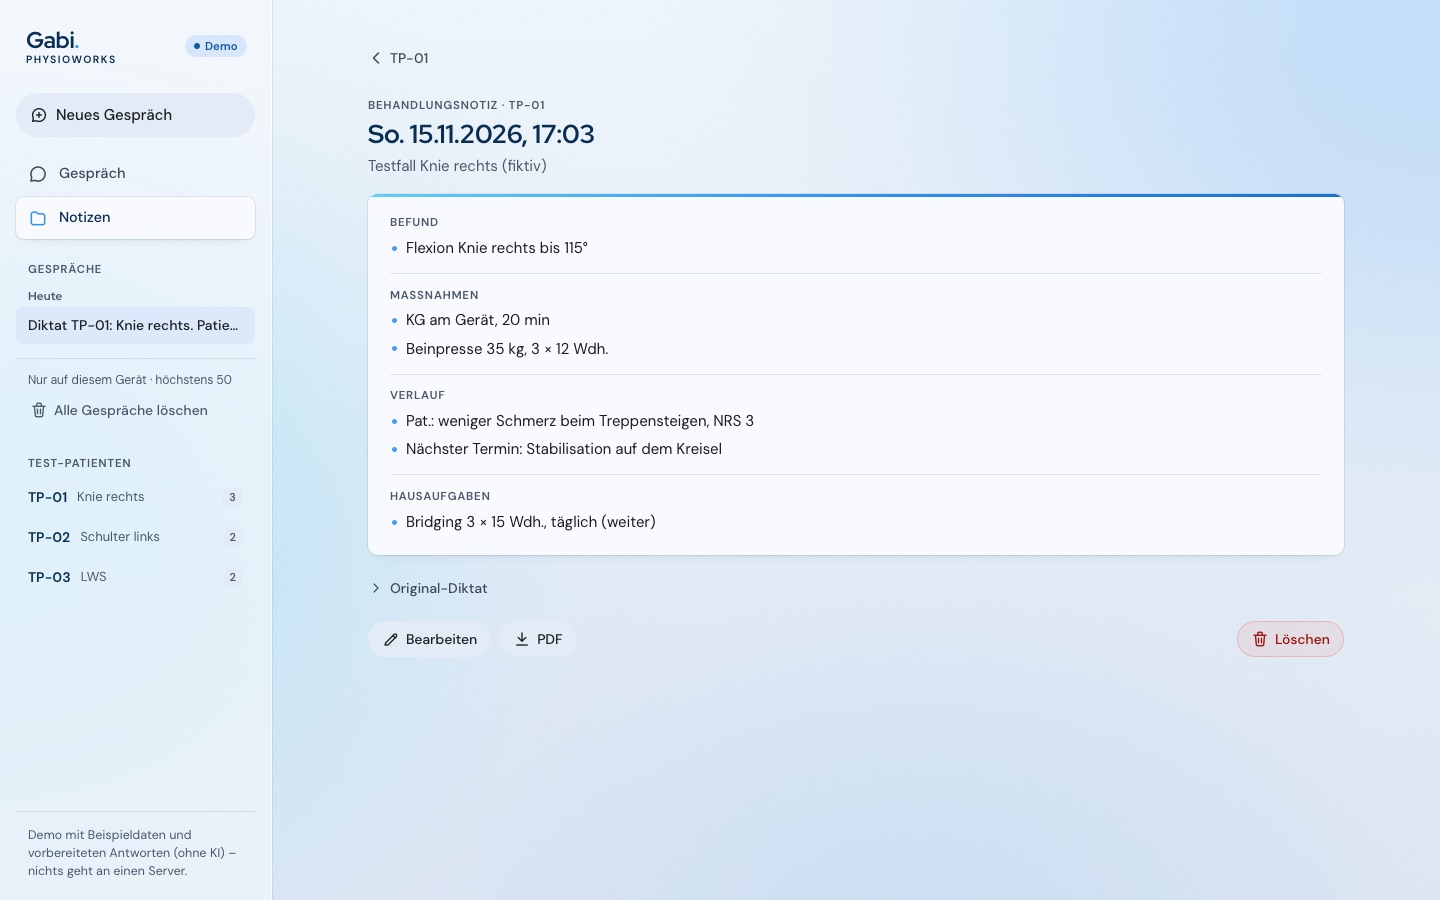 Gabi.
PHYSIOWORKS
Demo
Neues Gespräch
Gespräch
Notizen
GESPRÄCHE
Heute
Diktat TP-01: Knie rechts. Patie...
Nur auf diesem Gerät · höchstens 50
Alle Gespräche löschen
TEST-PATIENTEN
TP-01 Knie rechts 3
TP-02 Schulter links 2
TP-03 LWS 2
Demo mit Beispieldaten und
vorbereiteten Antworten (ohne KI) –
nichts geht an einen Server.
TP-01
BEHANDLUNGSNOTIZ · TP-01
So. 15.11.2026, 17:03
Testfall Knie rechts (fiktiv)
BEFUND
• Flexion Knie rechts bis 115°
MASSNAHMEN
• KG am Gerät, 20 min
• Beinpresse 35 kg, 3 × 12 Wdh.
VERLAUF
• Pat.: weniger Schmerz beim Treppensteigen, NRS 3
• Nächster Termin: Stabilisation auf dem Kreisel
HAUSAUFGABEN
• Bridging 3 × 15 Wdh., täglich (weiter)
Original-Diktat
Bearbeiten
PDF
Löschen